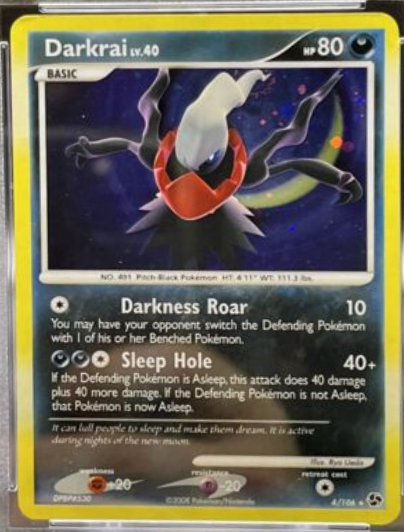 Darkrai LV.40 HP 80
BASIC
NO. 491 Pitch-Black Pokémon HT: 4'11" WT: 111.3 lbs.
Darkness Roar 10
You may have your opponent switch the Defending Pokémon
with 1 of his or her Benched Pokémon.
Sleep Hole 40+
If the Defending Pokémon is Asleep, this attack does 40 damage
plus 40 more damage. If the Defending Pokémon is not Asleep,
that Pokémon is now Asleep.
It can lull people to sleep and make them dream. It is active
during nights of the new moon.
Illus. Ryo Ueda
weakness resistance retreat cost
+20 -20
DPBP#530 ©2008 Pokémon/Nintendo 4/106